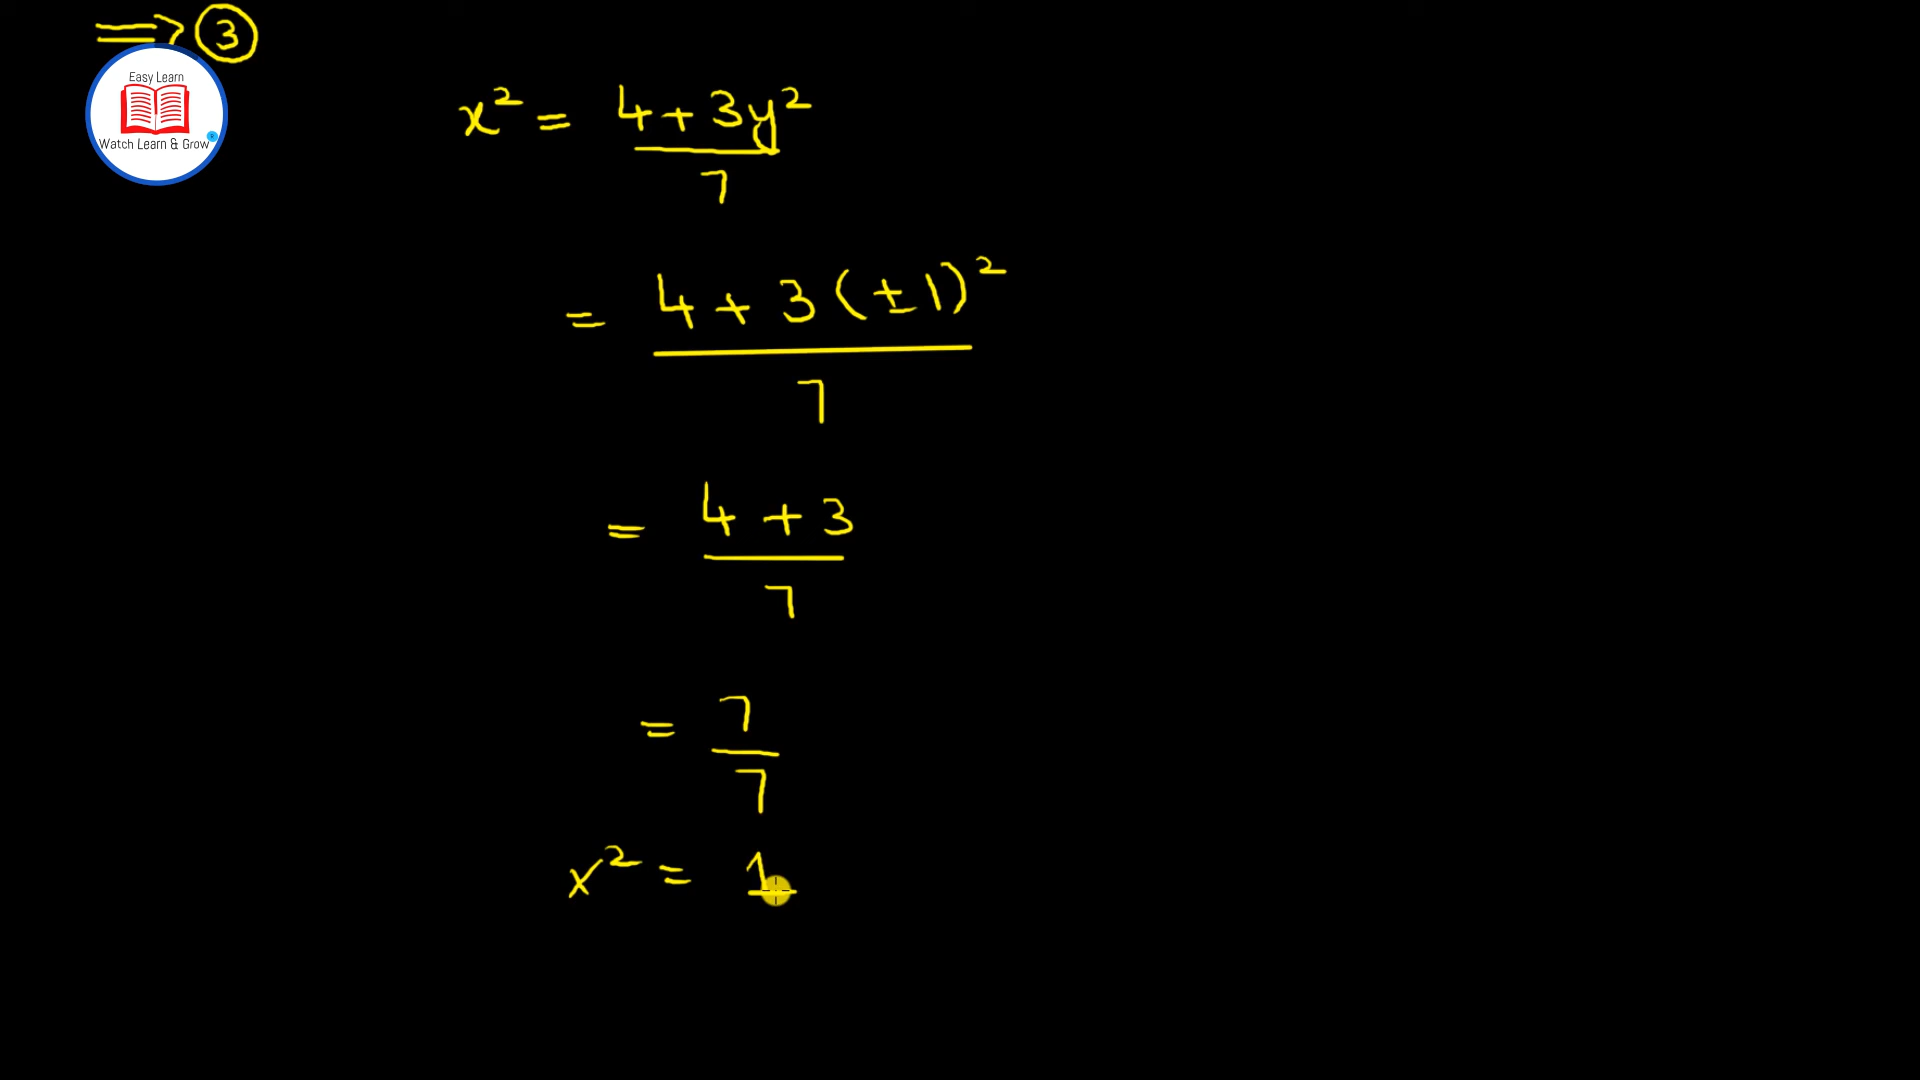 ⇒ ③
Easy Learn
Watch Learn & Grow
x² = (4 + 3y²)/7
= (4 + 3(±1)²)/7
= (4 + 3)/7
= 7/7
x² = 1